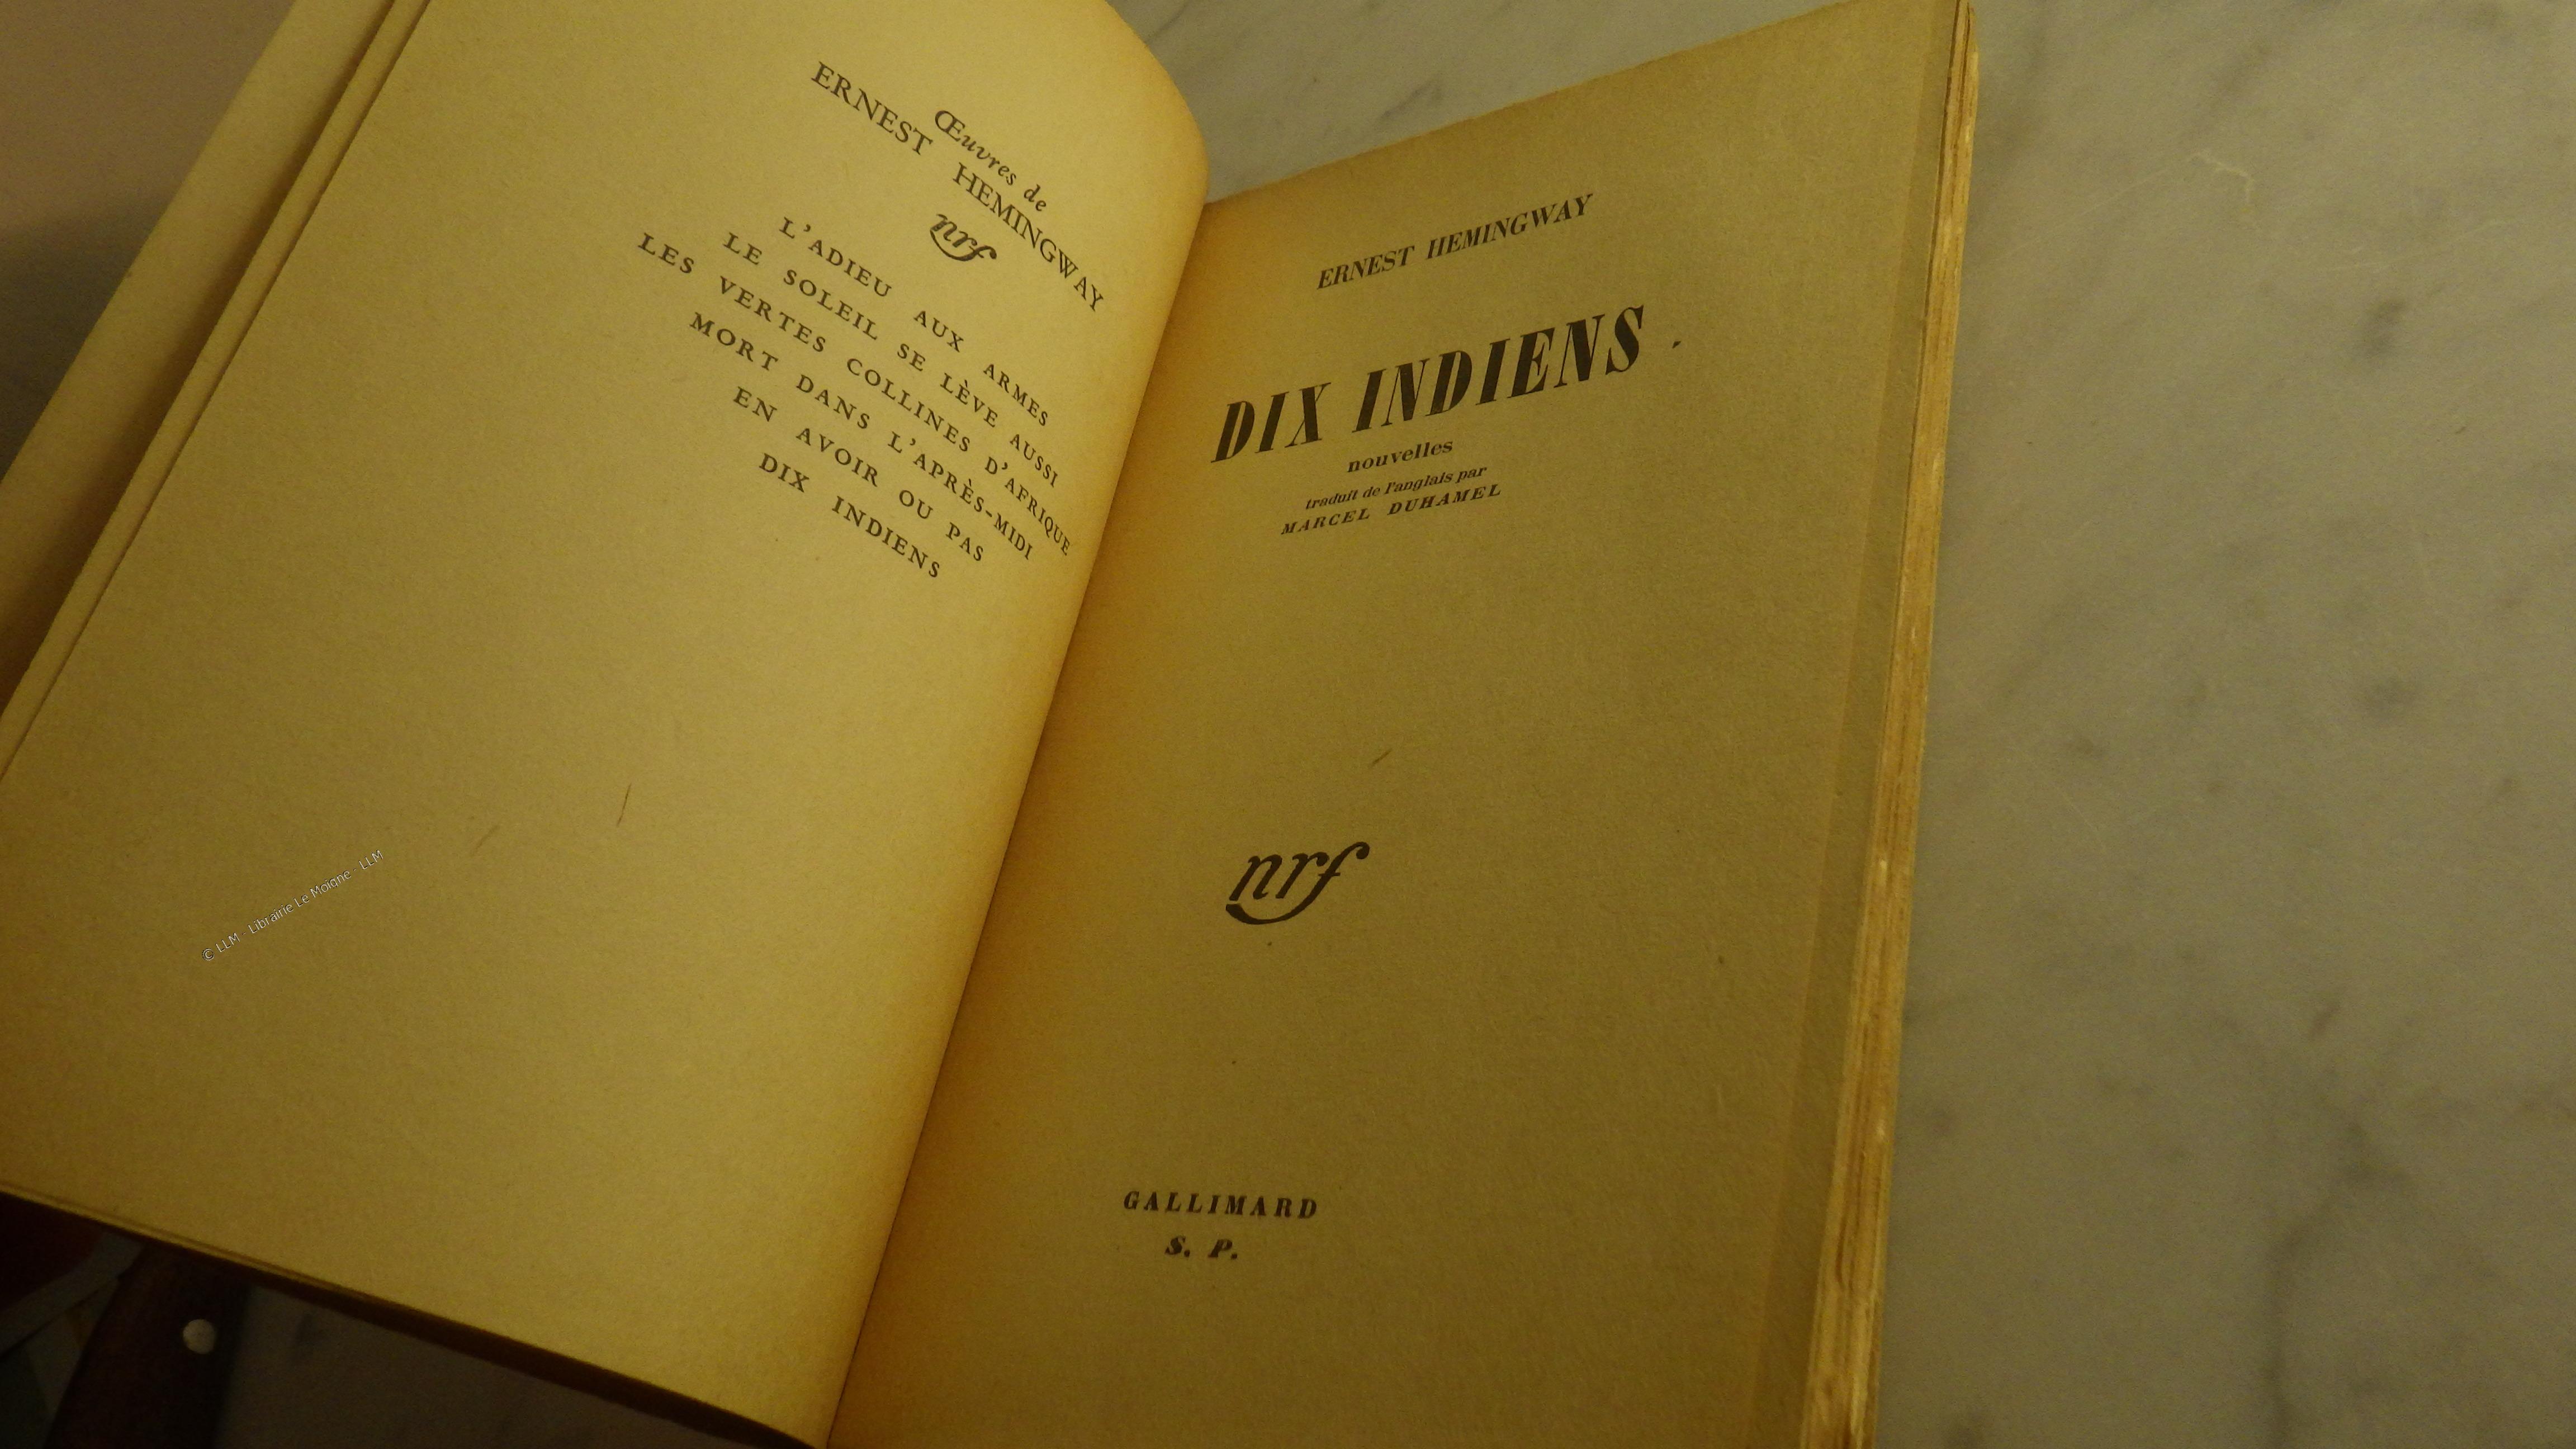 Œuvres de
ERNEST HEMINGWAY
nrf
L'ADIEU AUX ARMES
LE SOLEIL SE LÈVE AUSSI
LES VERTES COLLINES D'AFRIQUE
MORT DANS L'APRÈS-MIDI
EN AVOIR OU PAS
DIX INDIENS
© LLM - Librairie Le Moigne - LLM
ERNEST HEMINGWAY
DIX INDIENS
nouvelles
traduit de l'anglais par
MARCEL DUHAMEL
nrf
GALLIMARD
S. P.